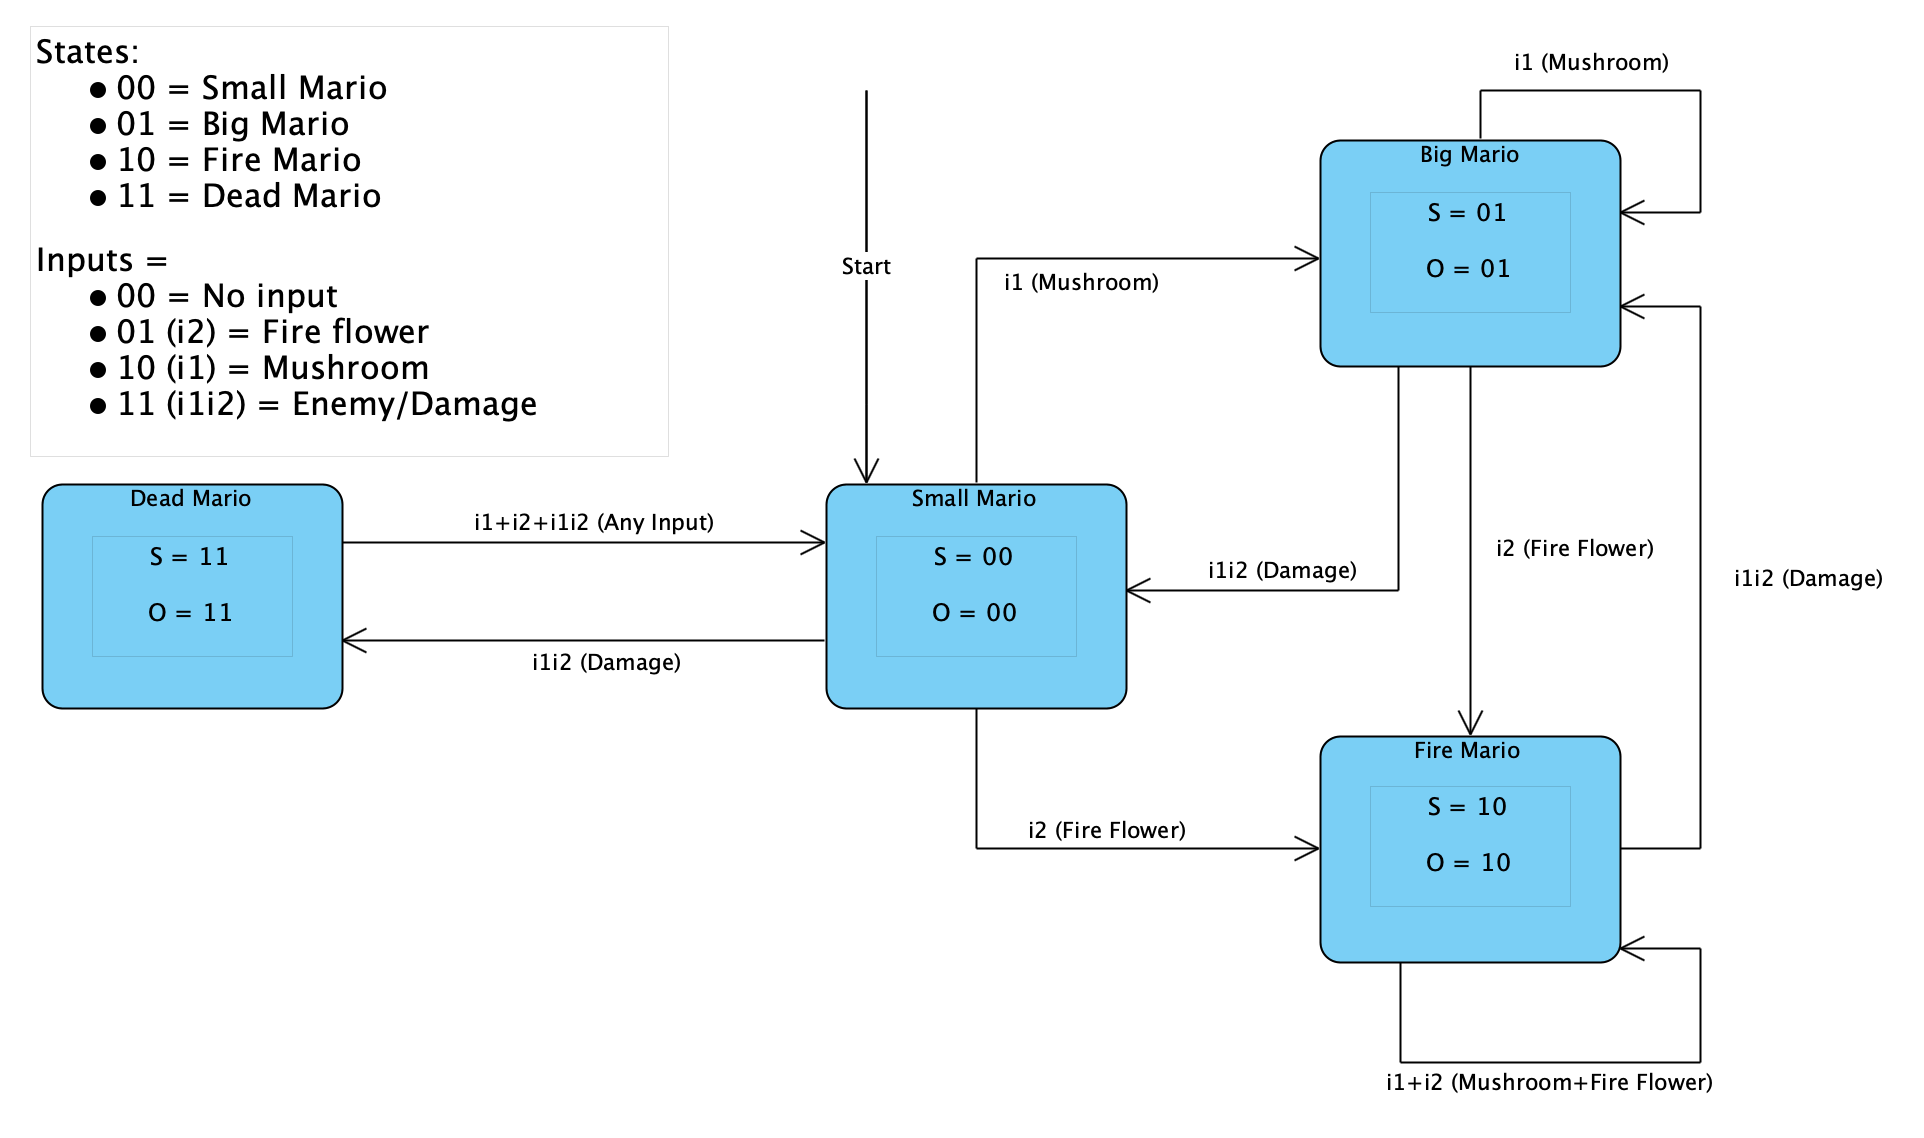 States:
● 00 = Small Mario
● 01 = Big Mario
● 10 = Fire Mario
● 11 = Dead Mario
Inputs =
● 00 = No input
● 01 (i2) = Fire flower
● 10 (i1) = Mushroom
● 11 (i1i2) = Enemy/Damage
i1 (Mushroom)
Big Mario
S = 01
O = 01
Start
i1 (Mushroom)
Dead Mario
S = 11
O = 11
i1+i2+i1i2 (Any Input)
i1i2 (Damage)
Small Mario
S = 00
O = 00
i1i2 (Damage)
i2 (Fire Flower)
i1i2 (Damage)
i2 (Fire Flower)
Fire Mario
S = 10
O = 10
i1+i2 (Mushroom+Fire Flower)